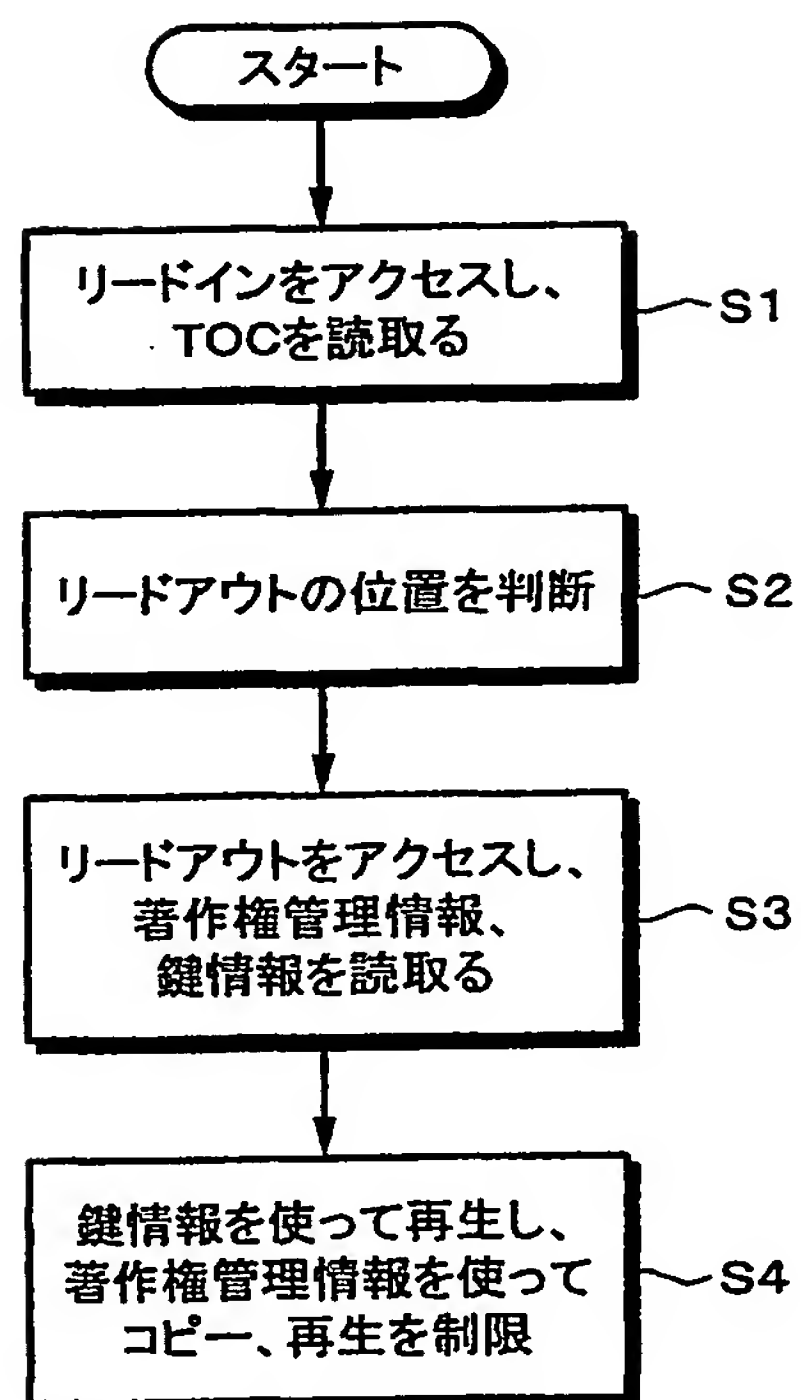 スタート
リードインをアクセスし、
TOCを読取る
S1
リードアウトの位置を判断
S2
リードアウトをアクセスし、
著作権管理情報、
鍵情報を読取る
S3
鍵情報を使って再生し、
著作権管理情報を使って
コピー、再生を制限
S4